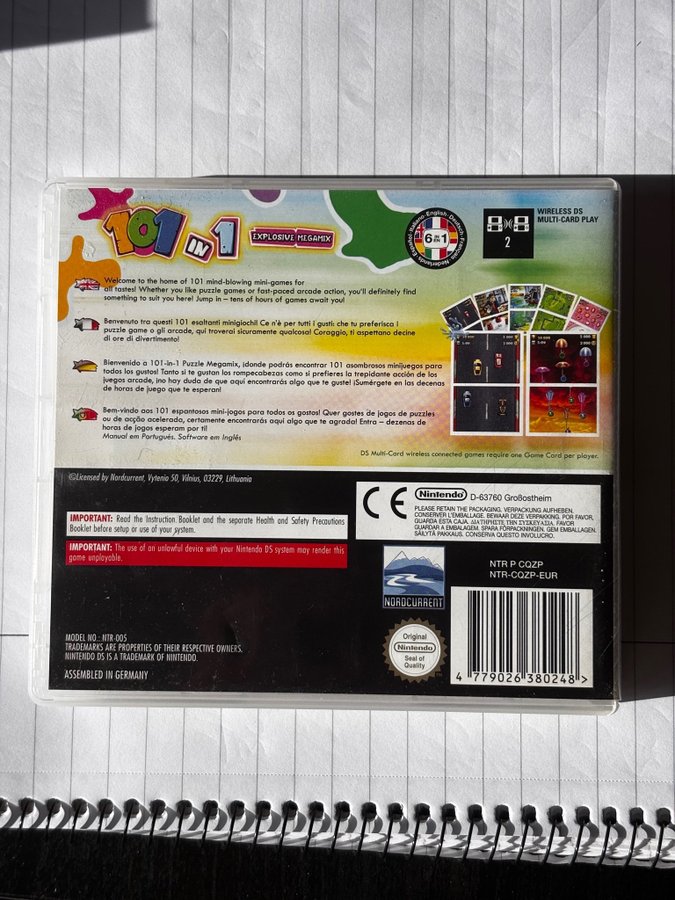 101 IN 1
EXPLOSIVE MEGAMIX
Italiano English Deutsch Français Nederlands Español
6 IN 1
2
WIRELESS DS
MULTI-CARD PLAY
Welcome to the home of 101 mind-blowing mini-games for
all tastes! Whether you like puzzle games or fast-paced arcade action, you'll definitely find
something to suit you here! Jump in – tens of hours of games await you!
Benvenuto tra questi 101 esaltanti minigiochi! Ce n'è per tutti I gusti: che tu preferisca I
puzzle game o gli arcade, qui troverai sicuramente qualcosa! Coraggio, ti aspettano decine
di ore di divertimento!
Bienvenido a 101-in-1 Puzzle Megamix, ¡donde podrás encontrar 101 asombrosos minijuegos para
todos los gustos! Tanto si te gustan los rompecabezas como si prefieres la trepidante acción de los
juegos arcade, ¡no hay duda de que aquí encontrarás algo que te guste! ¡Sumérgete en las decenas
de horas de juego que te esperan!
Bem-vindo aos 101 espantosos mini-jogos para todos os gostos! Quer gostes de jogos de puzzles
ou de acção acelerada, certamente encontrarás aqui algo que te agrada! Entra – dezenas de
horas de jogos esperam por ti!
Manual em Português. Software em Inglês
DS Multi-Card wireless connected games require one Game Card per player.
©Licensed by Nordcurrent, Vytenio 50, Vilnius, 03229, Lithuania
CE
Nintendo D-63760 Großostheim
PLEASE RETAIN THE PACKAGING. VERPACKUNG AUFHEBEN.
CONSERVER L'EMBALLAGE. BEWAAR DEZE VERPAKKING. POR FAVOR,
GUARDA ESTA CAJA. ΔΙΑΤΗΡΗΣΤΕ ΤΗΝ ΣΥΣΚΕΥΑΣΙΑ. FAVOR
GUARDAR A EMBALAGEM. SPARA FÖRPACKNINGEN. GEM EMBALLAGEN.
SÄILYTÄ PAKKAUS. CONSERVA QUESTO INVOLUCRO.
IMPORTANT: Read the Instruction Booklet and the separate Health and Safety Precautions
Booklet before setup or use of your system.
IMPORTANT: The use of an unlawful device with your Nintendo DS system may render this
game unplayable.
NORDCURRENT
NTR P CQZP
NTR-CQZP-EUR
MODEL NO.: NTR-005
TRADEMARKS ARE PROPERTIES OF THEIR RESPECTIVE OWNERS.
NINTENDO DS IS A TRADEMARK OF NINTENDO.
ASSEMBLED IN GERMANY
Original
Nintendo
Seal of
Quality
4 779026 380248 >